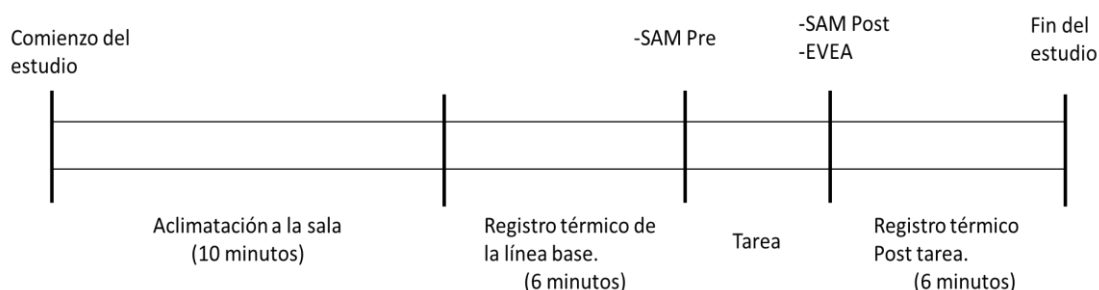 Comienzo del
estudio
-SAM Pre
-SAM Post
-EVEA
Fin del
estudio
Aclimatación a la sala
(10 minutos)
Registro térmico de
la línea base.
(6 minutos)
Tarea
Registro térmico
Post tarea.
(6 minutos)